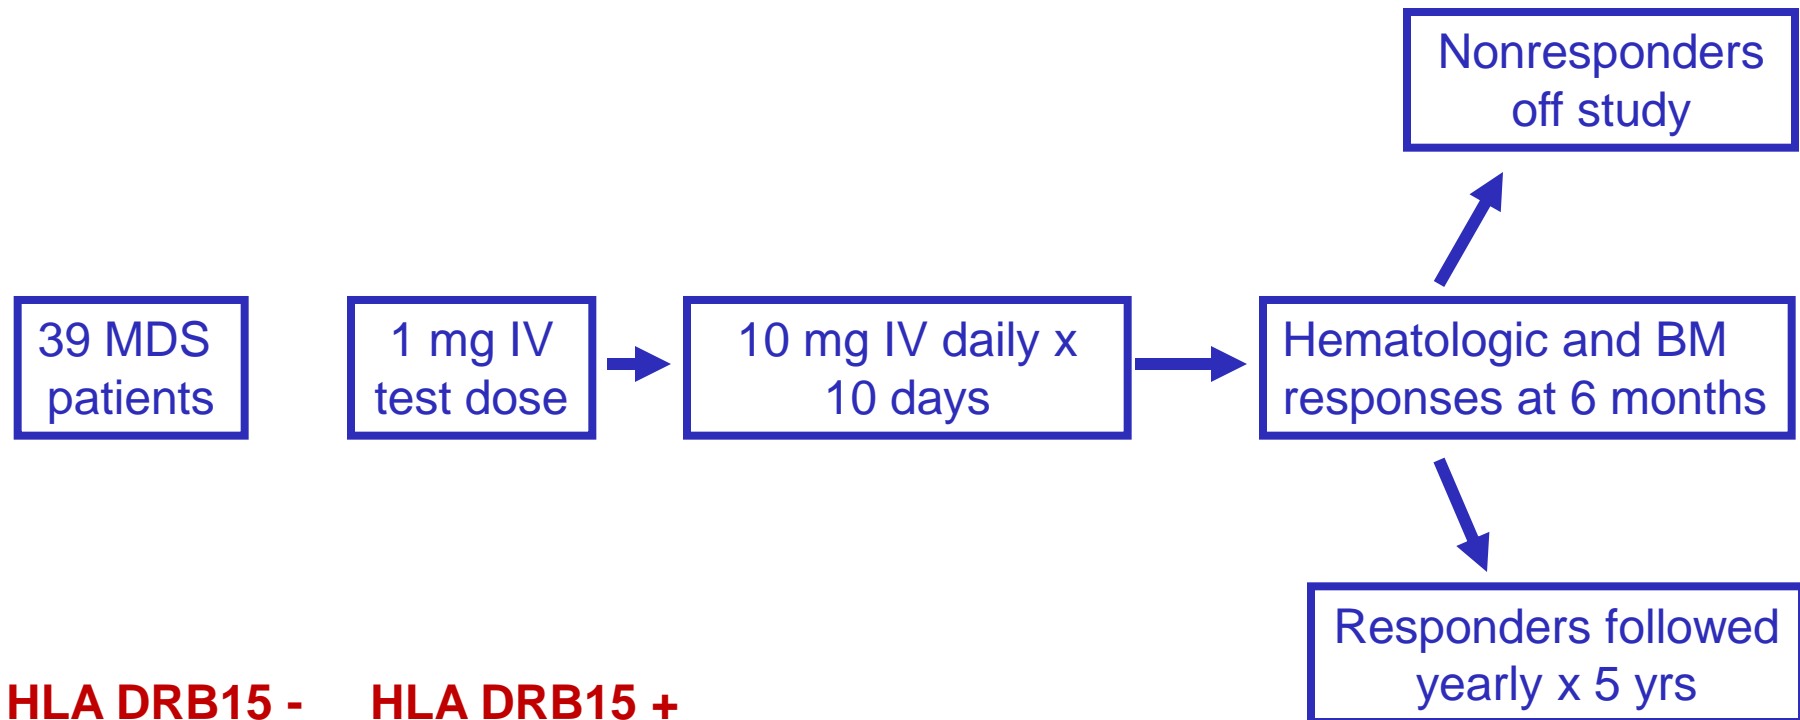 Nonresponders
off study
39 MDS
patients
1 mg IV
test dose
10 mg IV daily x
10 days
Hematologic and BM
responses at 6 months
Responders followed
yearly x 5 yrs
HLA DRB15 -
HLA DRB15 +